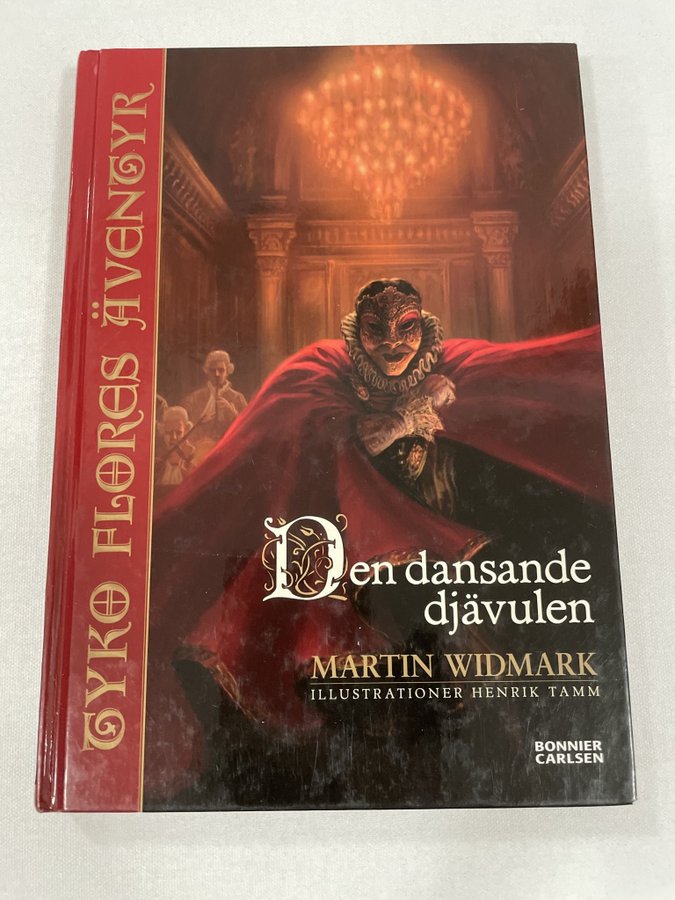 TYKO FLORES ÄVENTYR
Den dansande
djävulen
MARTIN WIDMARK
ILLUSTRATIONER HENRIK TAMM
BONNIER
CARLSEN